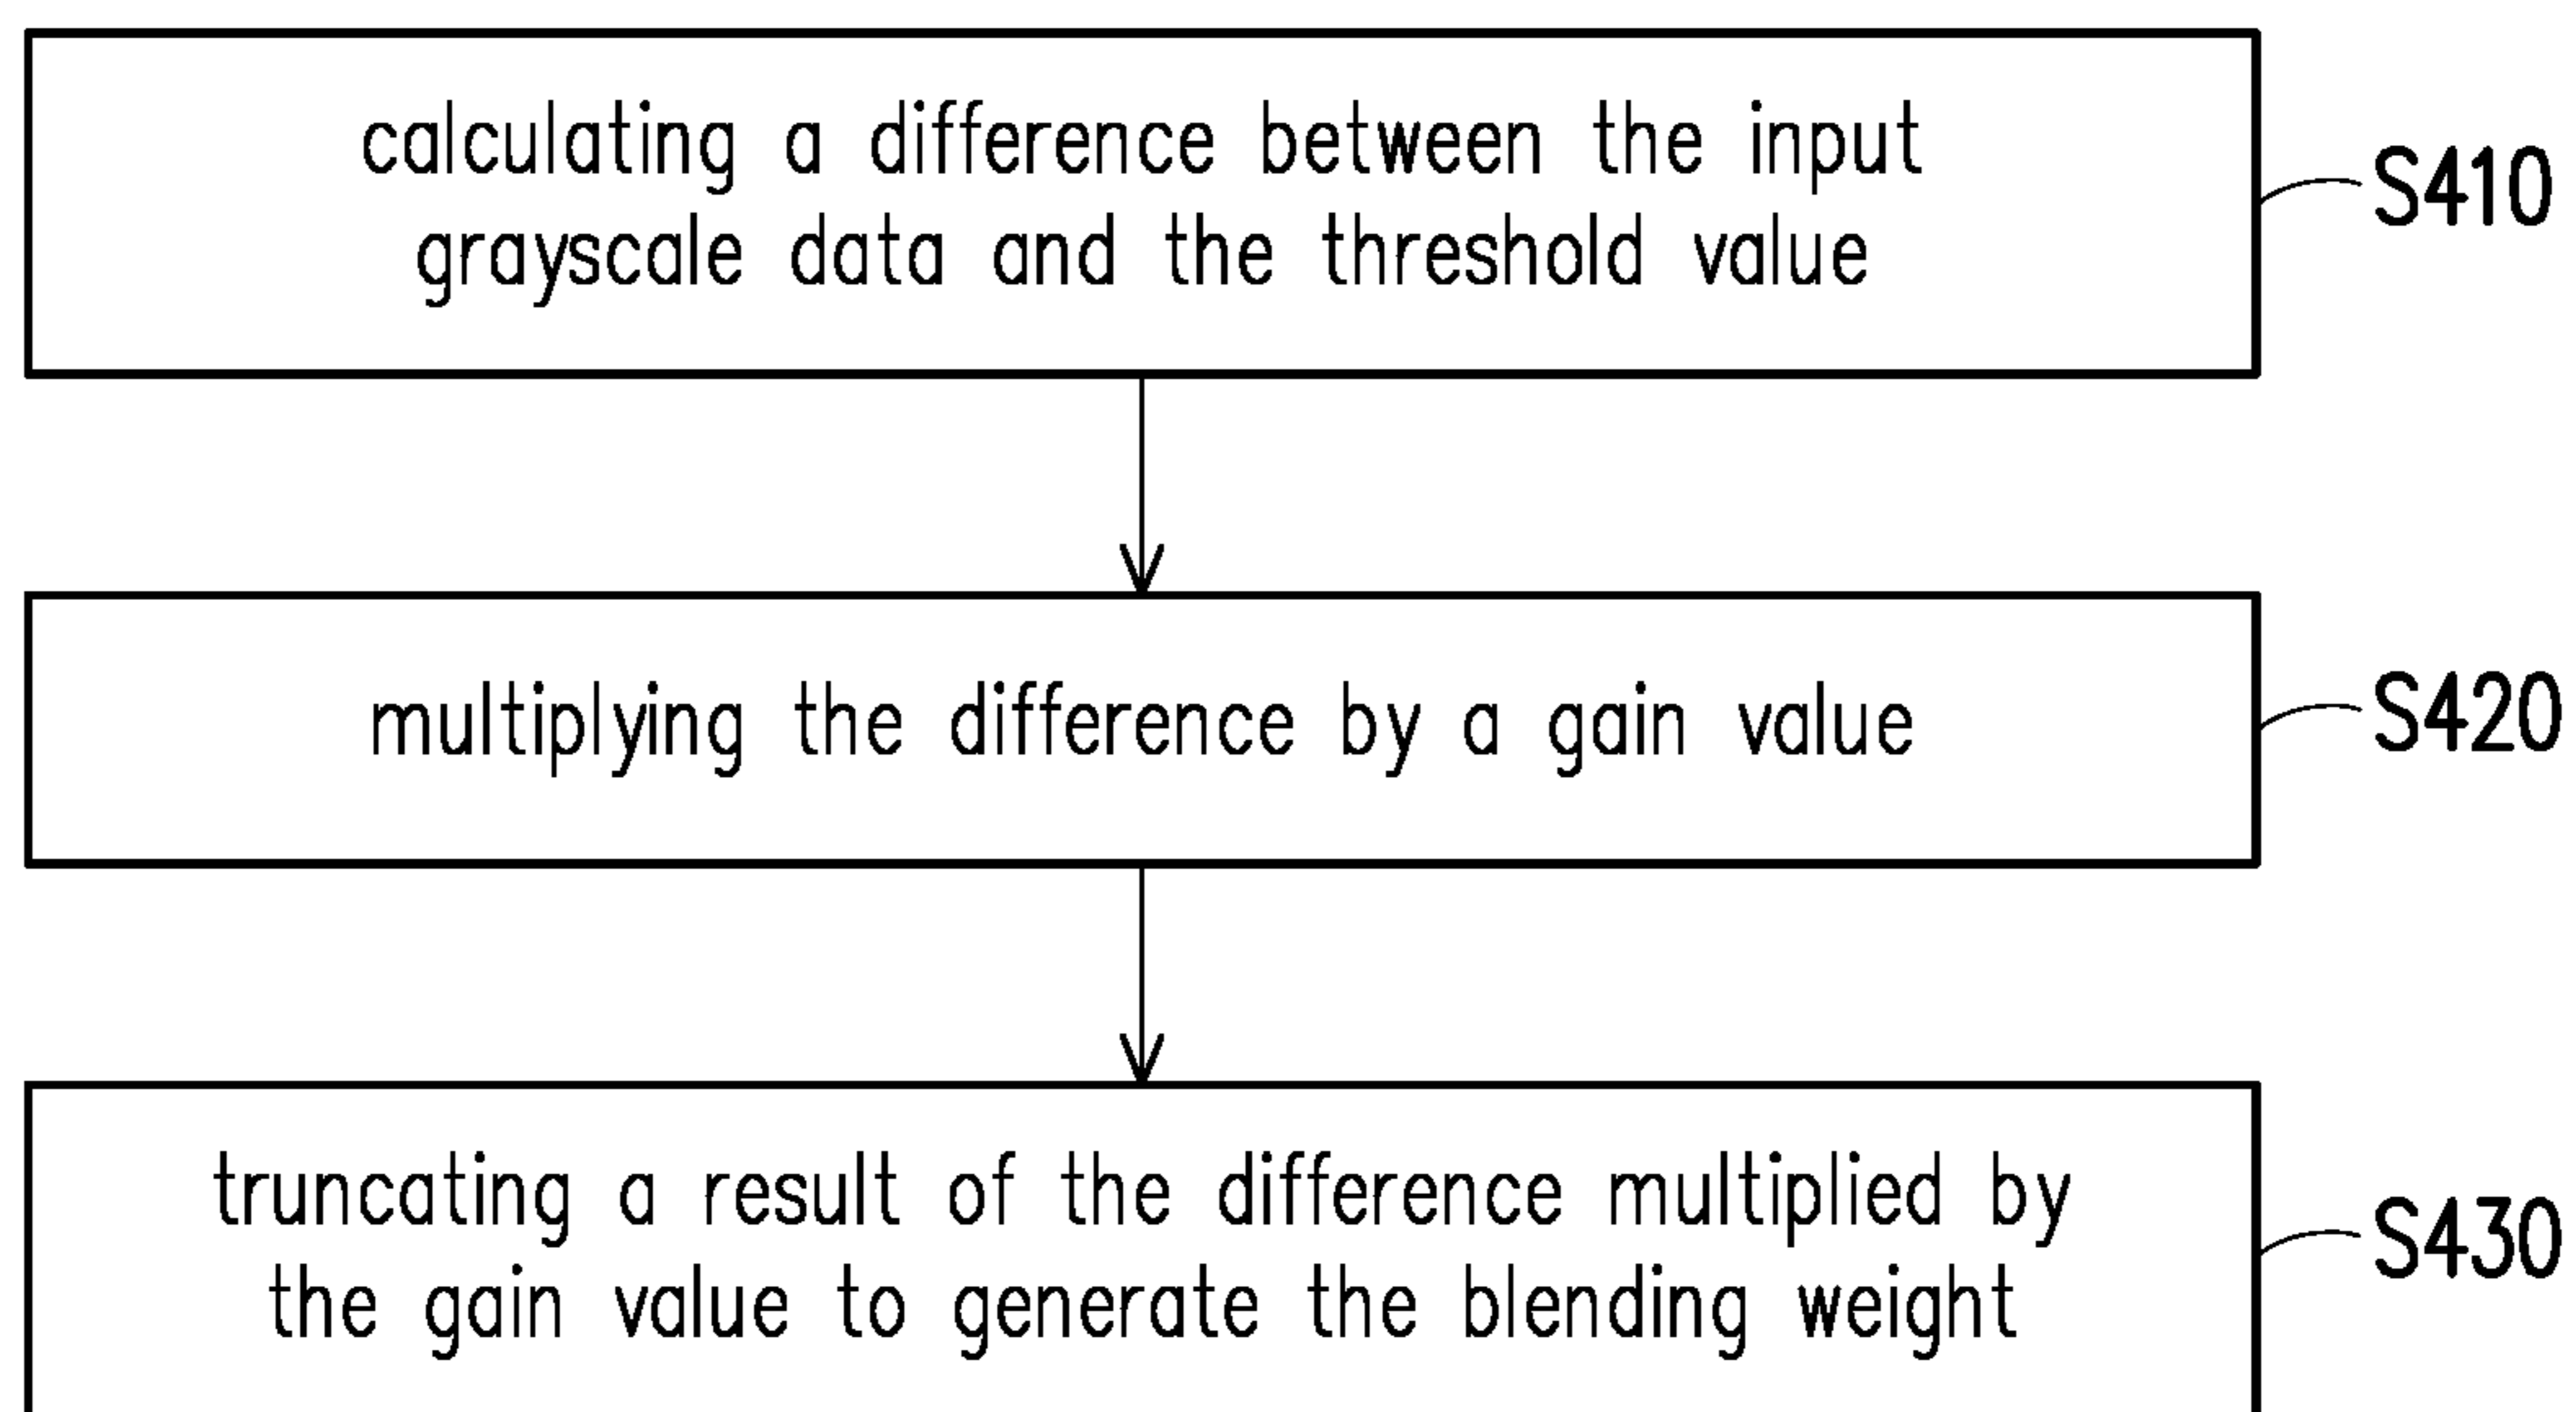 calculating a difference between the input
grayscale data and the threshold value
S410
multiplying the difference by a gain value
S420
truncating a result of the difference multiplied by
the gain value to generate the blending weight
S430